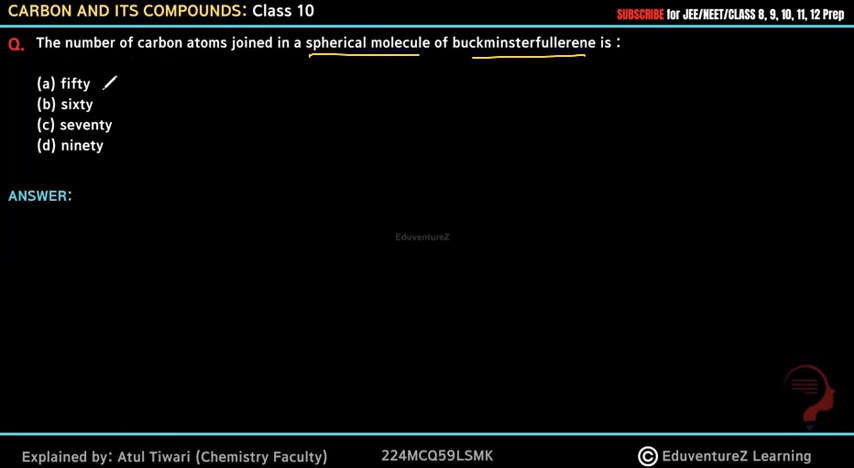 CARBON AND ITS COMPOUNDS: Class 10
SUBSCRIBE for JEE/NEET/CLASS 8, 9, 10, 11, 12 Prep
Q. The number of carbon atoms joined in a spherical molecule of buckminsterfullerene is :
(a) fifty
(b) sixty
(c) seventy
(d) ninety
ANSWER:
EduventureZ
Explained by: Atul Tiwari (Chemistry Faculty) 224MCQ59LSMK © EduventureZ Learning